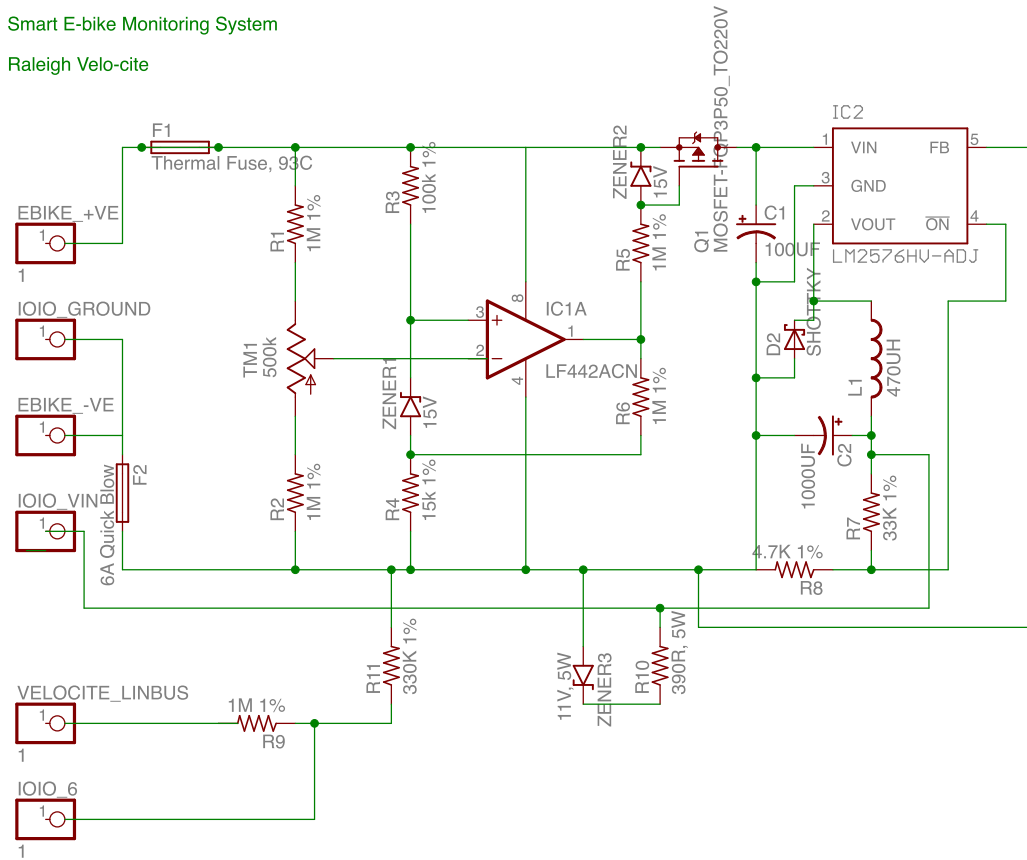 Smart E-bike Monitoring System
Raleigh Velo-cite
F1
Thermal Fuse, 93C
EBIKE_+VE
1
1
IOIO_GROUND
1
EBIKE_-VE
1
IOIO_VIN
1
F2
6A Quick Blow
R1
1M 1%
TM1
500k
R2
1M 1%
R3
100k 1%
ZENER1
15V
R4
15k 1%
3
2
8
4
1
IC1A
LF442ACN
ZENER2
15V
R5
1M 1%
R6
1M 1%
Q1
MOSFET-FQP3P50_TO220V
C1
100UF
IC2
1
VIN
FB
5
3
GND
2
VOUT
ON
4
LM2576HV-ADJ
D2
SHOTTKY
L1
470UH
1000UF
C2
R7
33K 1%
4.7K 1%
R8
R11
330K 1%
11V, 5W
ZENER3
R10
390R, 5W
VELOCITE_LINBUS
1
1
1M 1%
R9
IOIO_6
1
1